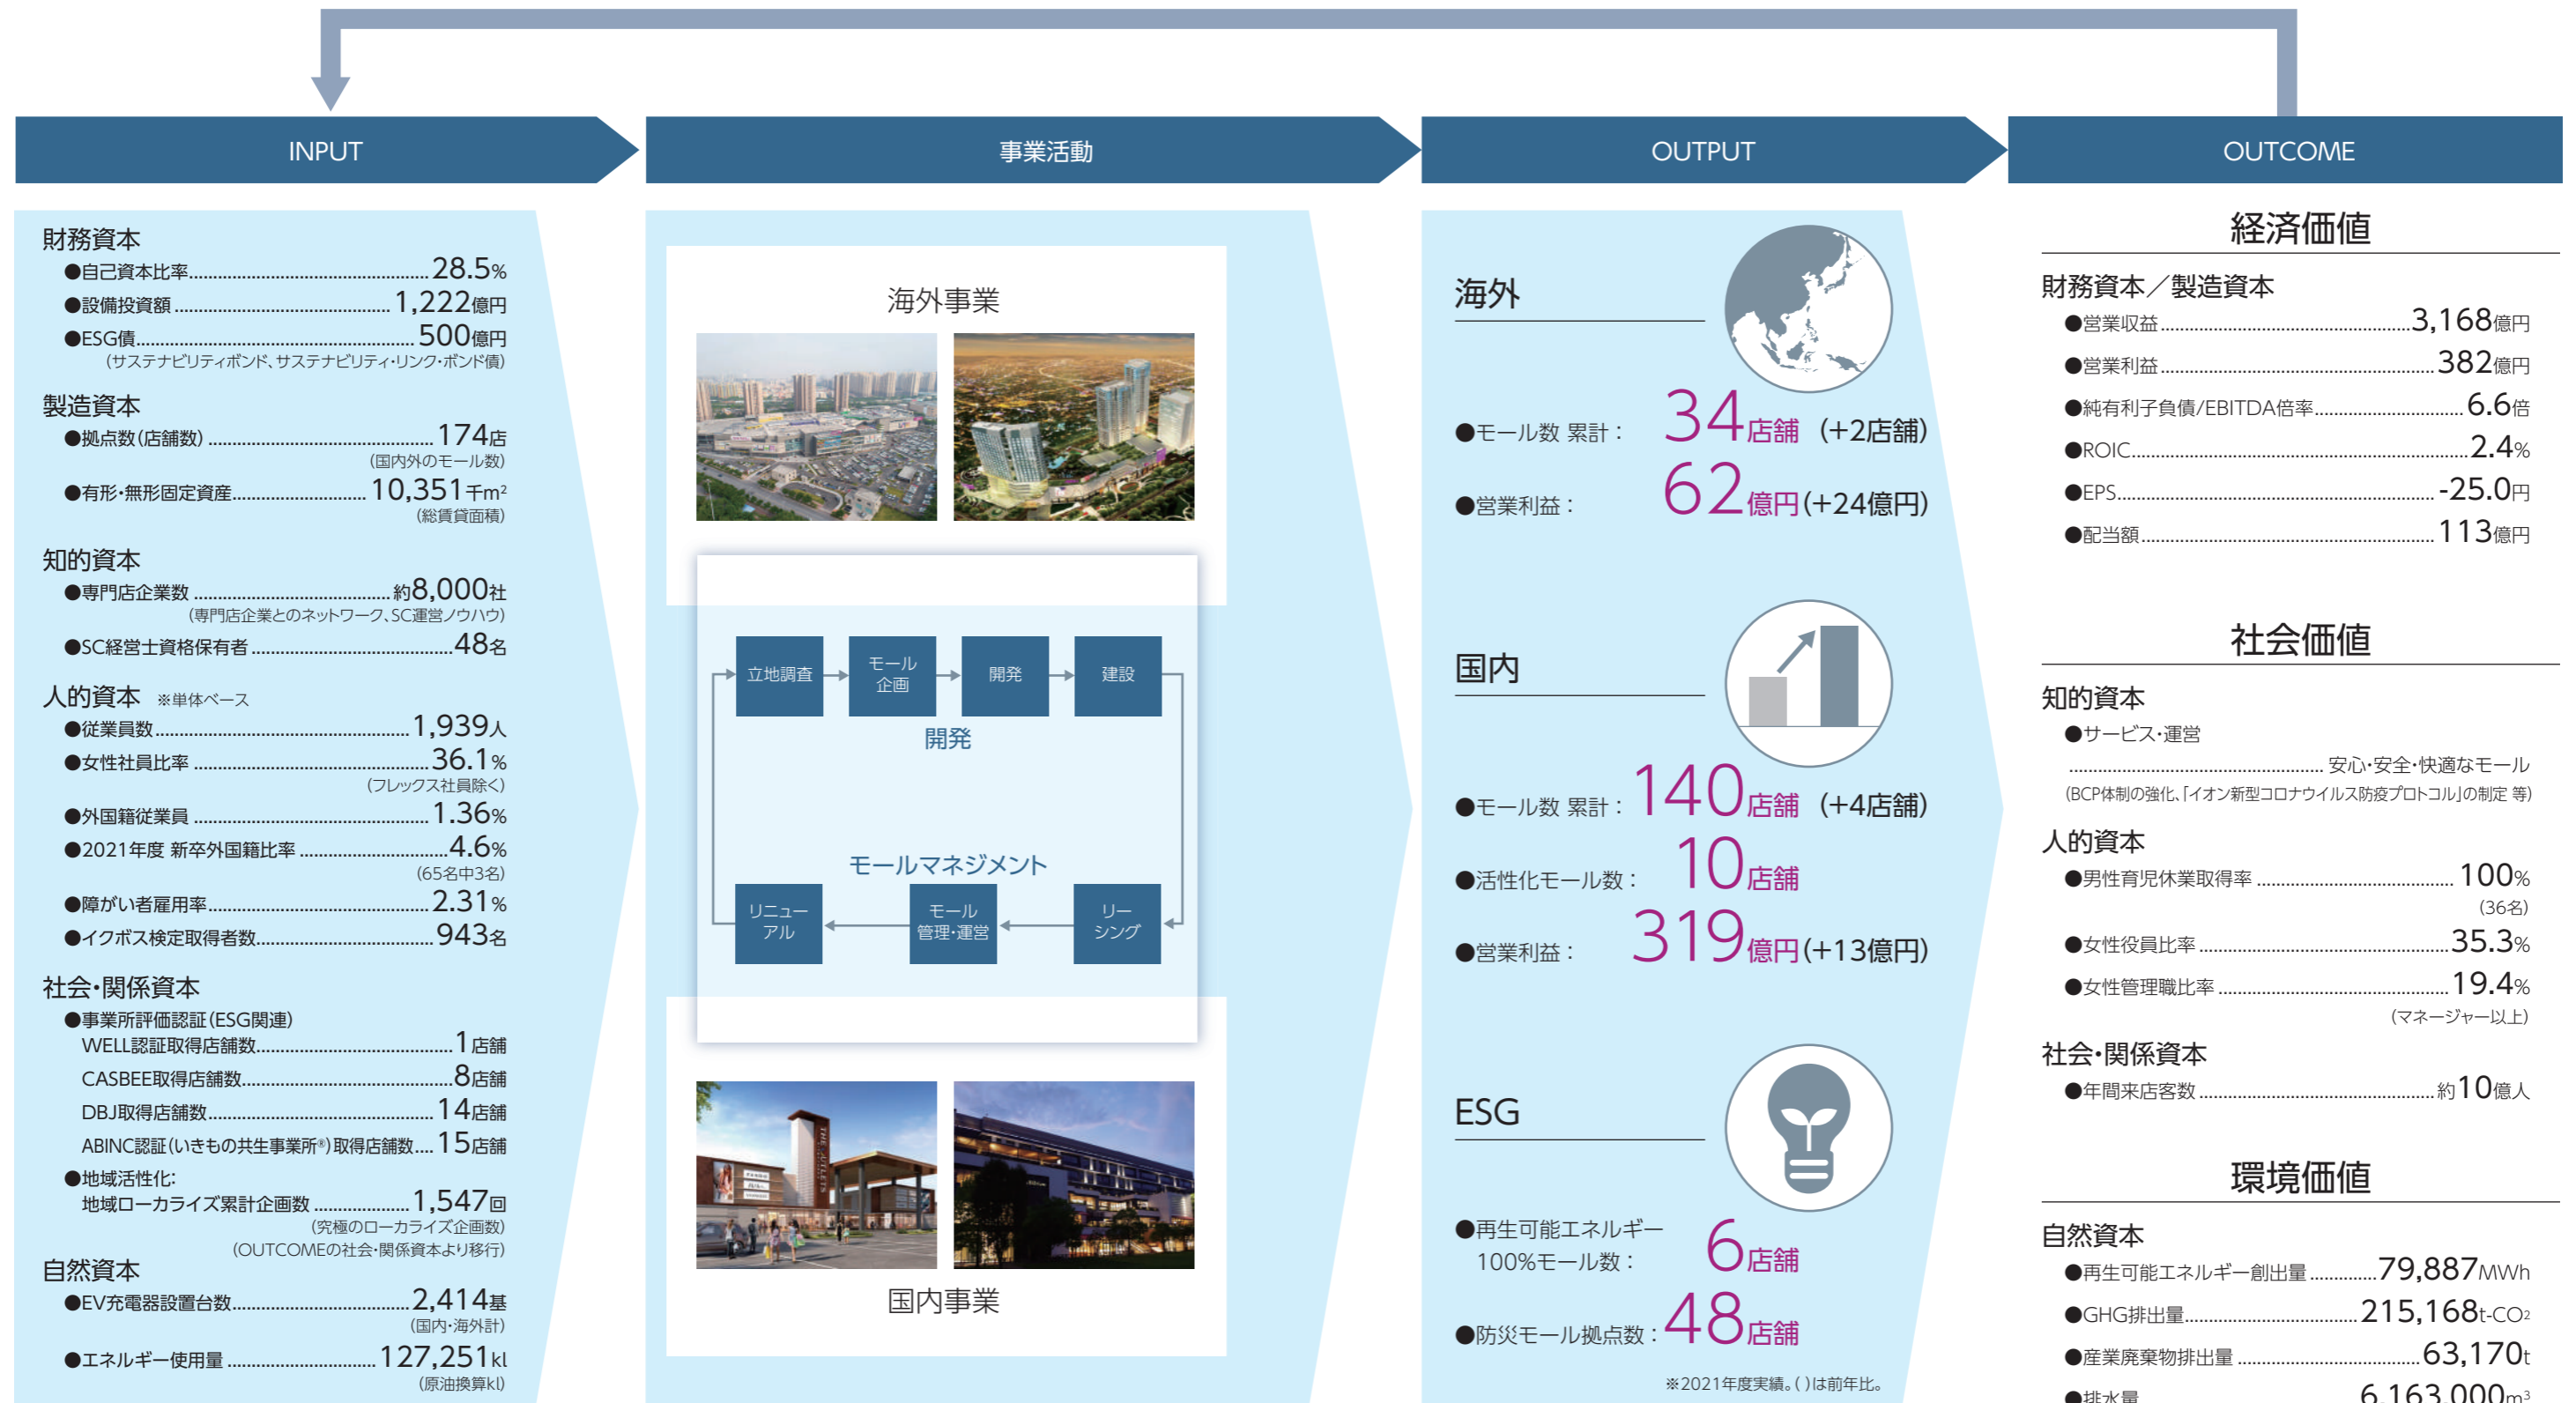 INPUT
事業活動
OUTPUT
OUTCOME
財務資本
●自己資本比率 28.5%
●設備投資額 1,222億円
●ESG債 500億円
(サステナビリティボンド、サステナビリティ・リンク・ボンド債)
製造資本
●拠点数(店舗数) 174店
(国内外のモール数)
●有形・無形固定資産 10,351千m²
(総賃貸面積)
知的資本
●専門店企業数 約8,000社
(専門店企業とのネットワーク、SC運営ノウハウ)
●SC経営士資格保有者 48名
人的資本 ※単体ベース
●従業員数 1,939人
●女性社員比率 36.1%
(フレックス社員除く)
●外国籍従業員 1.36%
●2021年度 新卒外国籍比率 4.6%
(65名中3名)
●障がい者雇用率 2.31%
●イクボス検定取得者数 943名
社会・関係資本
●事業所評価認証(ESG関連)
WELL認証取得店舗数 1店舗
CASBEE取得店舗数 8店舗
DBJ取得店舗数 14店舗
ABINC認証(いきもの共生事業所®)取得店舗数 15店舗
●地域活性化:
地域ローカライズ累計企画数 1,547回
(究極のローカライズ企画数)
(OUTCOMEの社会・関係資本より移行)
自然資本
●EV充電器設置台数 2,414基
(国内・海外計)
●エネルギー使用量 127,251kl
(原油換算kl)
海外事業
立地調査
モール
企画
開発
建設
開発
モールマネジメント
リニュー
アル
モール
管理・運営
リー
シング
THE OUTLETS
国内事業
海外
●モール数 累計: 34店舗 (+2店舗)
●営業利益: 62億円(+24億円)
国内
●モール数 累計: 140店舗 (+4店舗)
●活性化モール数: 10店舗
●営業利益: 319億円(+13億円)
ESG
●再生可能エネルギー
100%モール数: 6店舗
●防災モール拠点数: 48店舗
※2021年度実績。( )は前年比。
経済価値
財務資本/製造資本
●営業収益 3,168億円
●営業利益 382億円
●純有利子負債/EBITDA倍率 6.6倍
●ROIC 2.4%
●EPS -25.0円
●配当額 113億円
社会価値
知的資本
●サービス・運営
安心・安全・快適なモール
(BCP体制の強化、「イオン新型コロナウイルス防疫プロトコル」の制定 等)
人的資本
●男性育児休業取得率 100%
(36名)
●女性役員比率 35.3%
●女性管理職比率 19.4%
(マネージャー以上)
社会・関係資本
●年間来店客数 約10億人
環境価値
自然資本
●再生可能エネルギー創出量 79,887MWh
●GHG排出量 215,168t-CO2
●産業廃棄物排出量 63,170t
●排水量 6,163,000m³